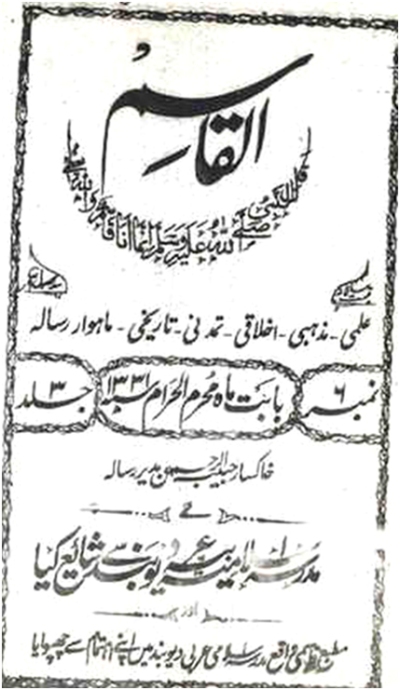 القاسم
قال النبی صلی اللہ علیہ وسلم انما انا قاسم واللہ یعطی
علمی - مذہبی - اخلاقی - تمدنی - تاریخی - ماہوار رسالہ
نمبر ۶ بابت ماہ محرم الحرام ۱۳۳۱ جلد ۳
خاکسار حبیب الرحمن مدیر رسالہ
نے
مدرسہ اسلامیہ عربیہ دیوبند سے شائع کیا
اور
مطبع قاسمی واقع مدرسہ اسلامی عربی دیوبند میں اپنے اہتمام سے چھپوایا